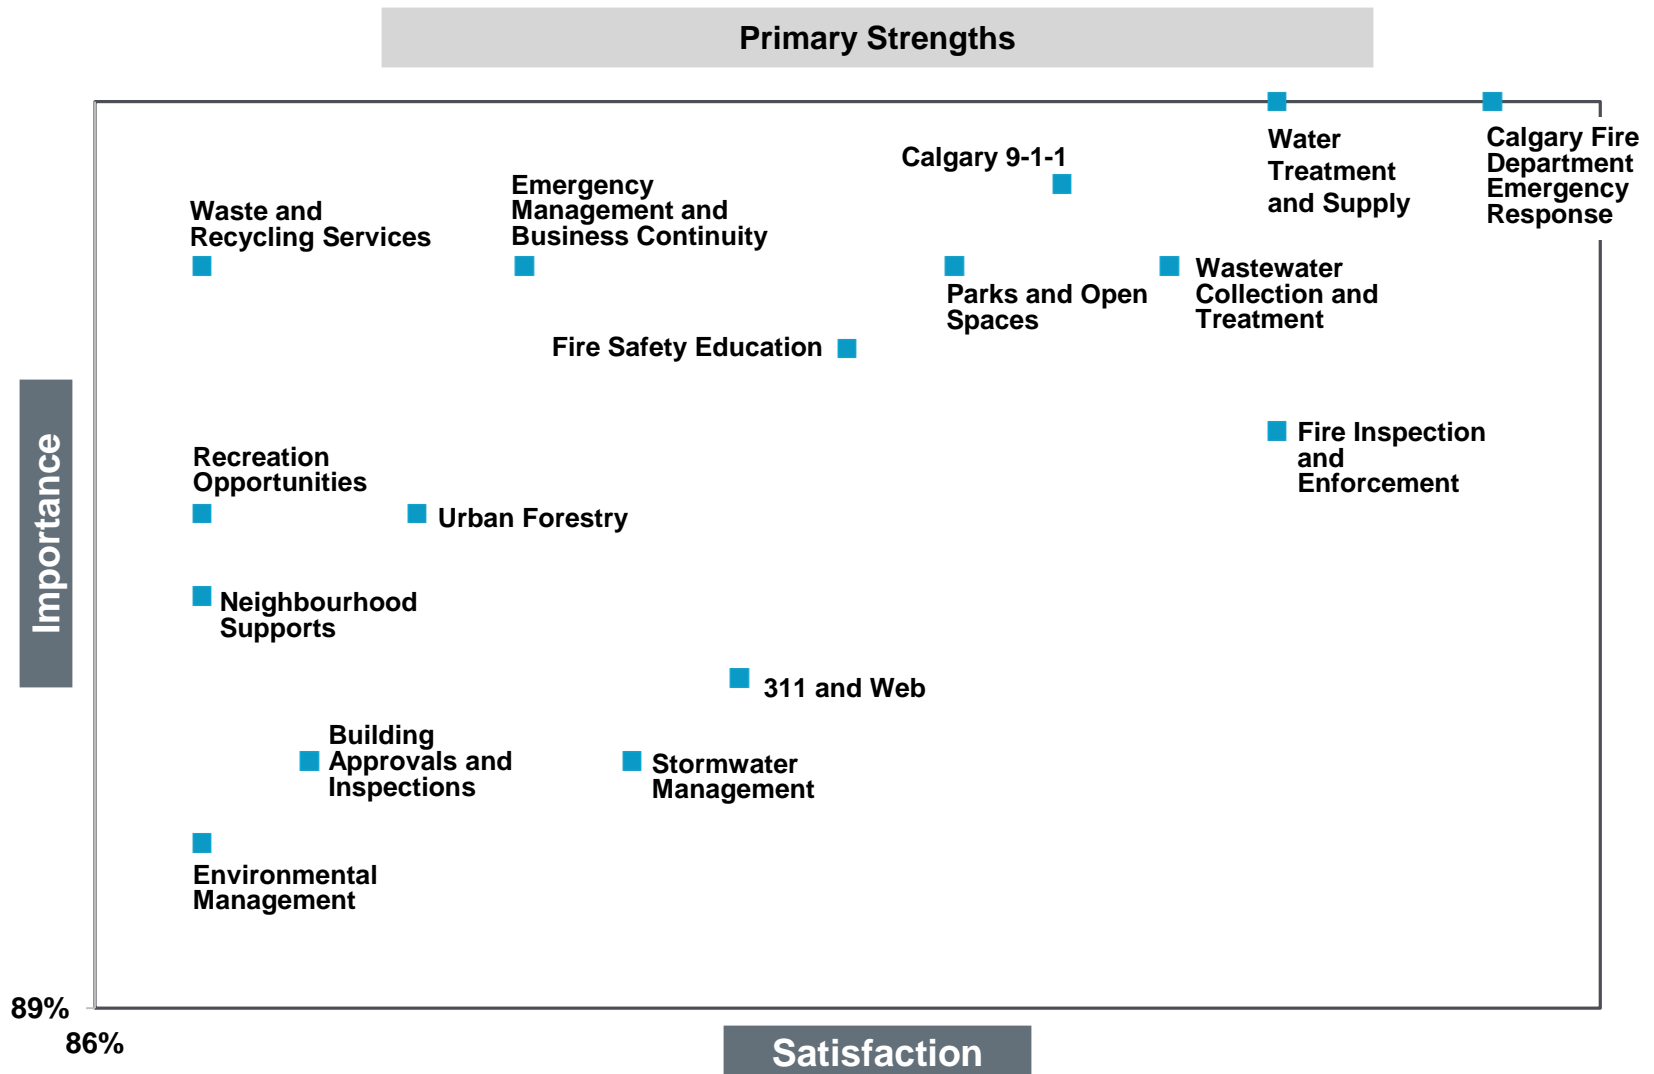 Primary Strengths
Calgary 9-1-1
Water
Treatment
and Supply
Calgary Fire
Department
Emergency
Response
Waste and
Recycling Services
Emergency
Management and
Business Continuity
Parks and Open
Spaces
Wastewater
Collection and
Treatment
Fire Safety Education
Importance
Recreation
Opportunities
Urban Forestry
Fire Inspection
and
Enforcement
Neighbourhood
Supports
311 and Web
Building
Approvals and
Inspections
Stormwater
Management
Environmental
Management
89%
86%
Satisfaction